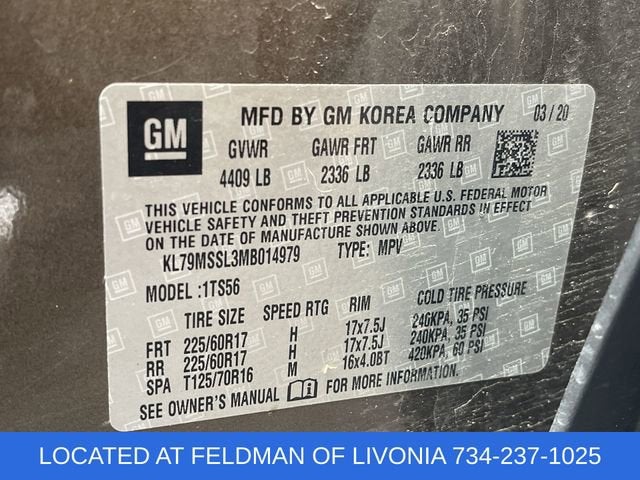 GM
MFD BY GM KOREA COMPANY 03/20
GVWR GAWR FRT GAWR RR
4409 LB 2336 LB 2336 LB
THIS VEHICLE CONFORMS TO ALL APPLICABLE U.S. FEDERAL MOTOR
VEHICLE SAFETY AND THEFT PREVENTION STANDARDS IN EFFECT
ON THE DATE OF MANUFACTURE SHOWN ABOVE.
KL79MSSL3MB014979 TYPE: MPV
MODEL :1TS56
TIRE SIZE SPEED RTG RIM COLD TIRE PRESSURE
FRT 225/60R17 H 17x7.5J 240KPA, 35 PSI
RR 225/60R17 H 17x7.5J 240KPA, 35 PSI
SPA T125/70R16 M 16x4.0BT 420KPA, 60 PSI
SEE OWNER'S MANUAL FOR MORE INFORMATION.
LOCATED AT FELDMAN OF LIVONIA 734-237-1025